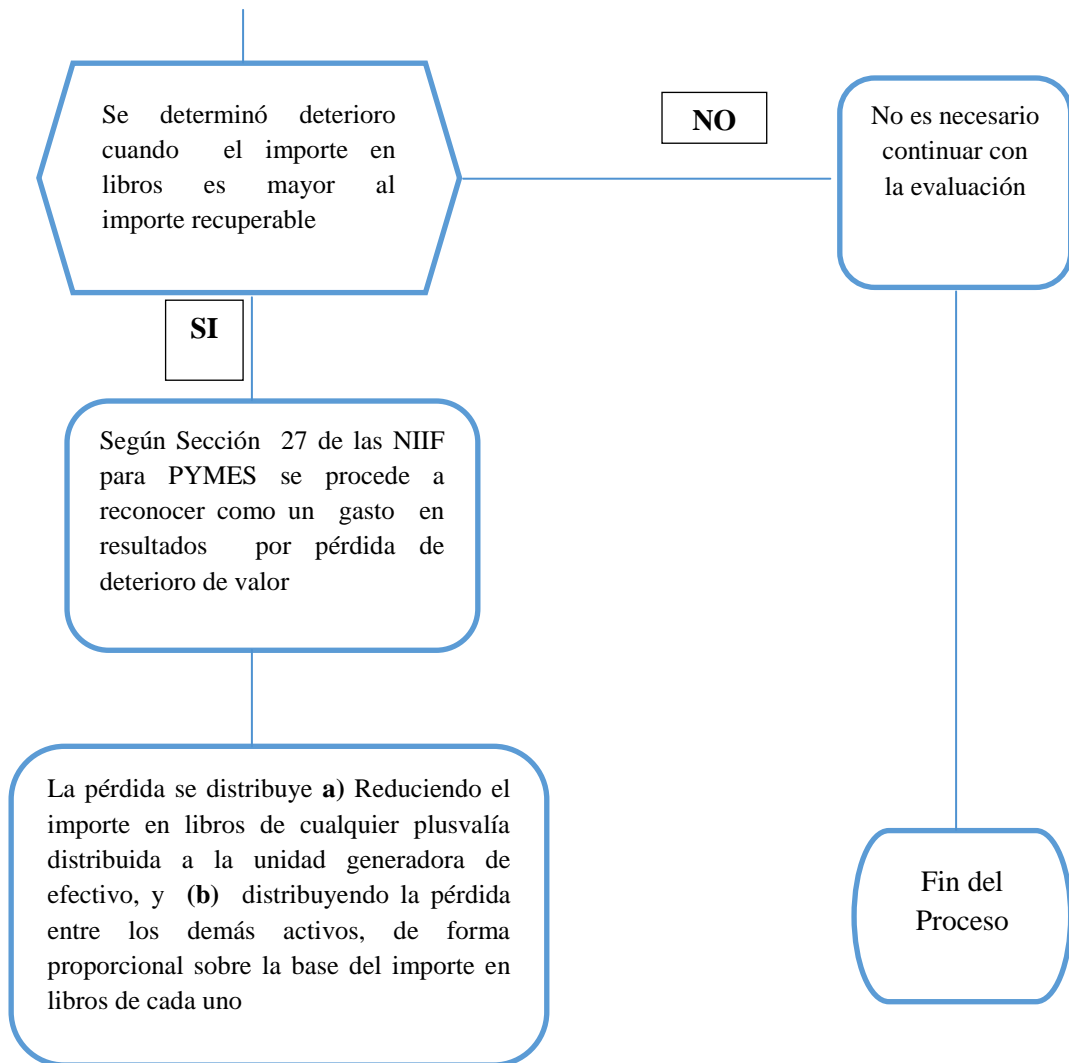 Se determinó deterioro
cuando el importe en
libros es mayor al
importe recuperable
NO
No es necesario
continuar con
la evaluación
SI
Según Sección 27 de las NIIF
para PYMES se procede a
reconocer como un gasto en
resultados por pérdida de
deterioro de valor
La pérdida se distribuye a) Reduciendo el
importe en libros de cualquier plusvalía
distribuida a la unidad generadora de
efectivo, y (b) distribuyendo la pérdida
entre los demás activos, de forma
proporcional sobre la base del importe en
libros de cada uno
Fin del
Proceso